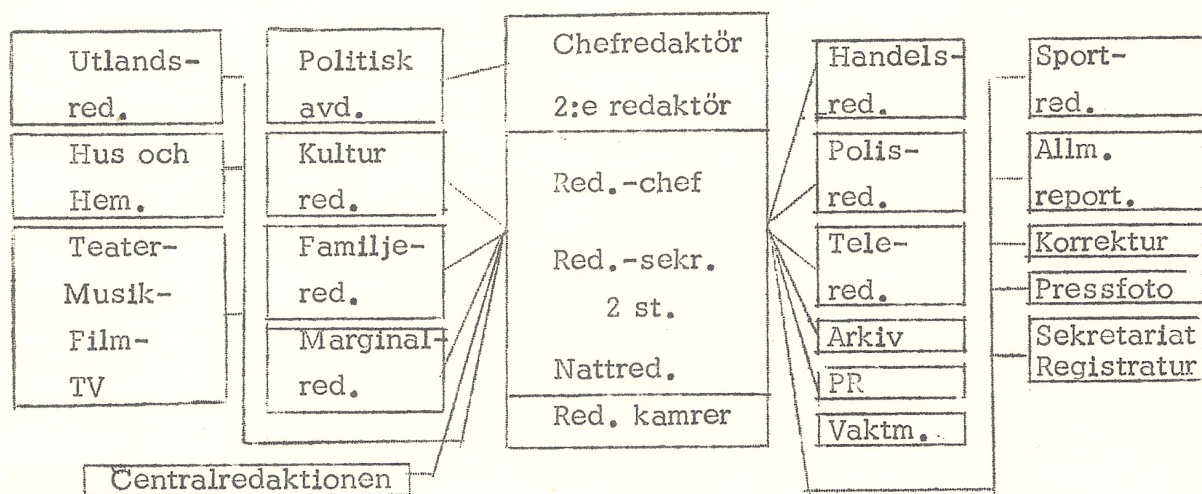 Utlands-
red.
Hus och
Hem.
Teater-
Musik-
Film-
TV
Politisk
avd.
Kultur
red.
Familje-
red.
Marginal-
red.
Centralredaktionen
Chefredaktör
2:e redaktör
Red.-chef
Red.-sekr.
2 st.
Nattred.
Red. kamrer
Handels-
red.
Polis-
red.
Tele-
red.
Arkiv
PR
Vaktm.
Sport-
red.
Allm.
report.
Korrektur
Pressfoto
Sekretariat
Registratur